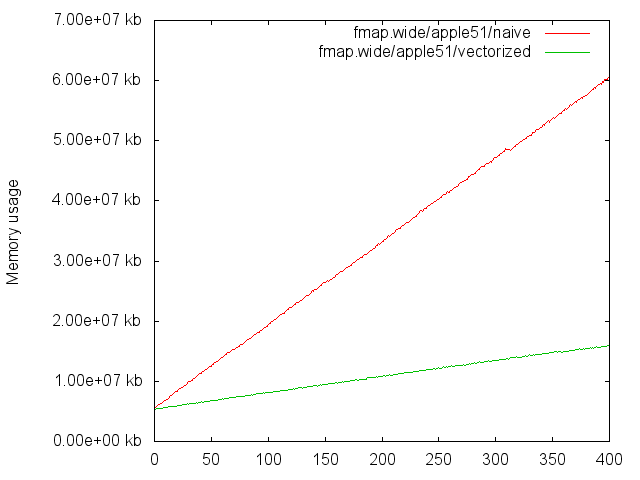 7.00e+07 kb
fmap.wide/apple51/naive
fmap.wide/apple51/vectorized
6.00e+07 kb
5.00e+07 kb
4.00e+07 kb
3.00e+07 kb
2.00e+07 kb
1.00e+07 kb
0.00e+00 kb
Memory usage
0 50 100 150 200 250 300 350 400